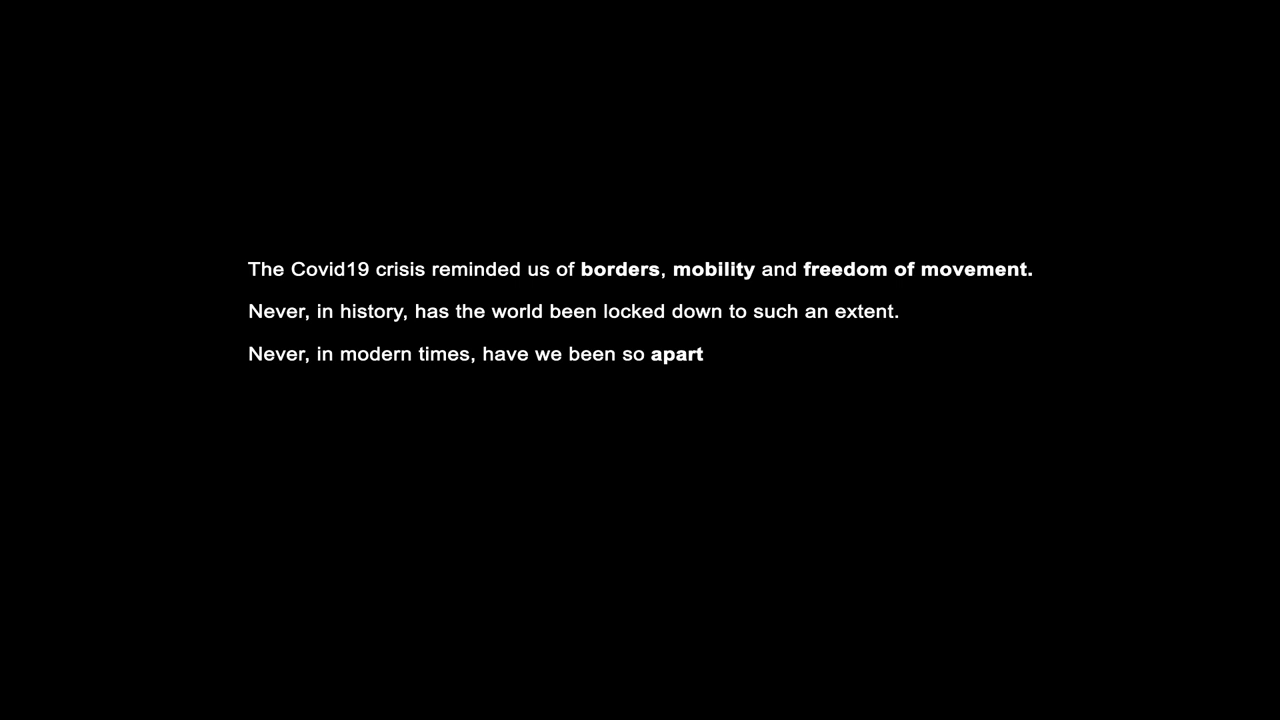 The Covid19 crisis reminded us of borders, mobility and freedom of movement.
Never, in history, has the world been locked down to such an extent.
Never, in modern times, have we been so apart